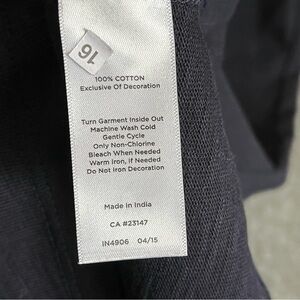 16
100% COTTON
Exclusive Of Decoration
Turn Garment Inside Out
Machine Wash Cold
Gentle Cycle
Only Non-Chlorine
Bleach When Needed
Warm Iron, if Needed
Do Not Iron Decoration
Made in India
CA #23147
IN4906 04/15